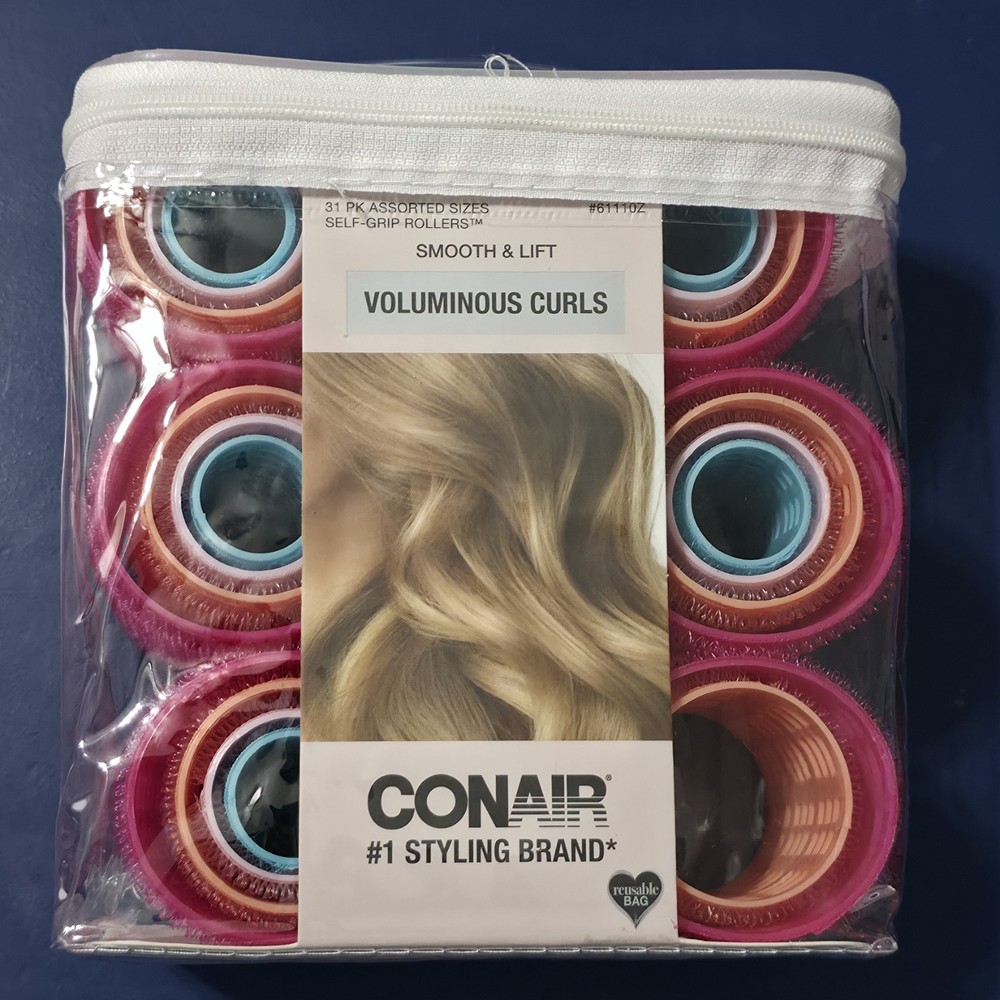 31 PK ASSORTED SIZES #61110Z
SELF-GRIP ROLLERS™
SMOOTH & LIFT
VOLUMINOUS CURLS
CONAIR®
#1 STYLING BRAND*
reusable
BAG